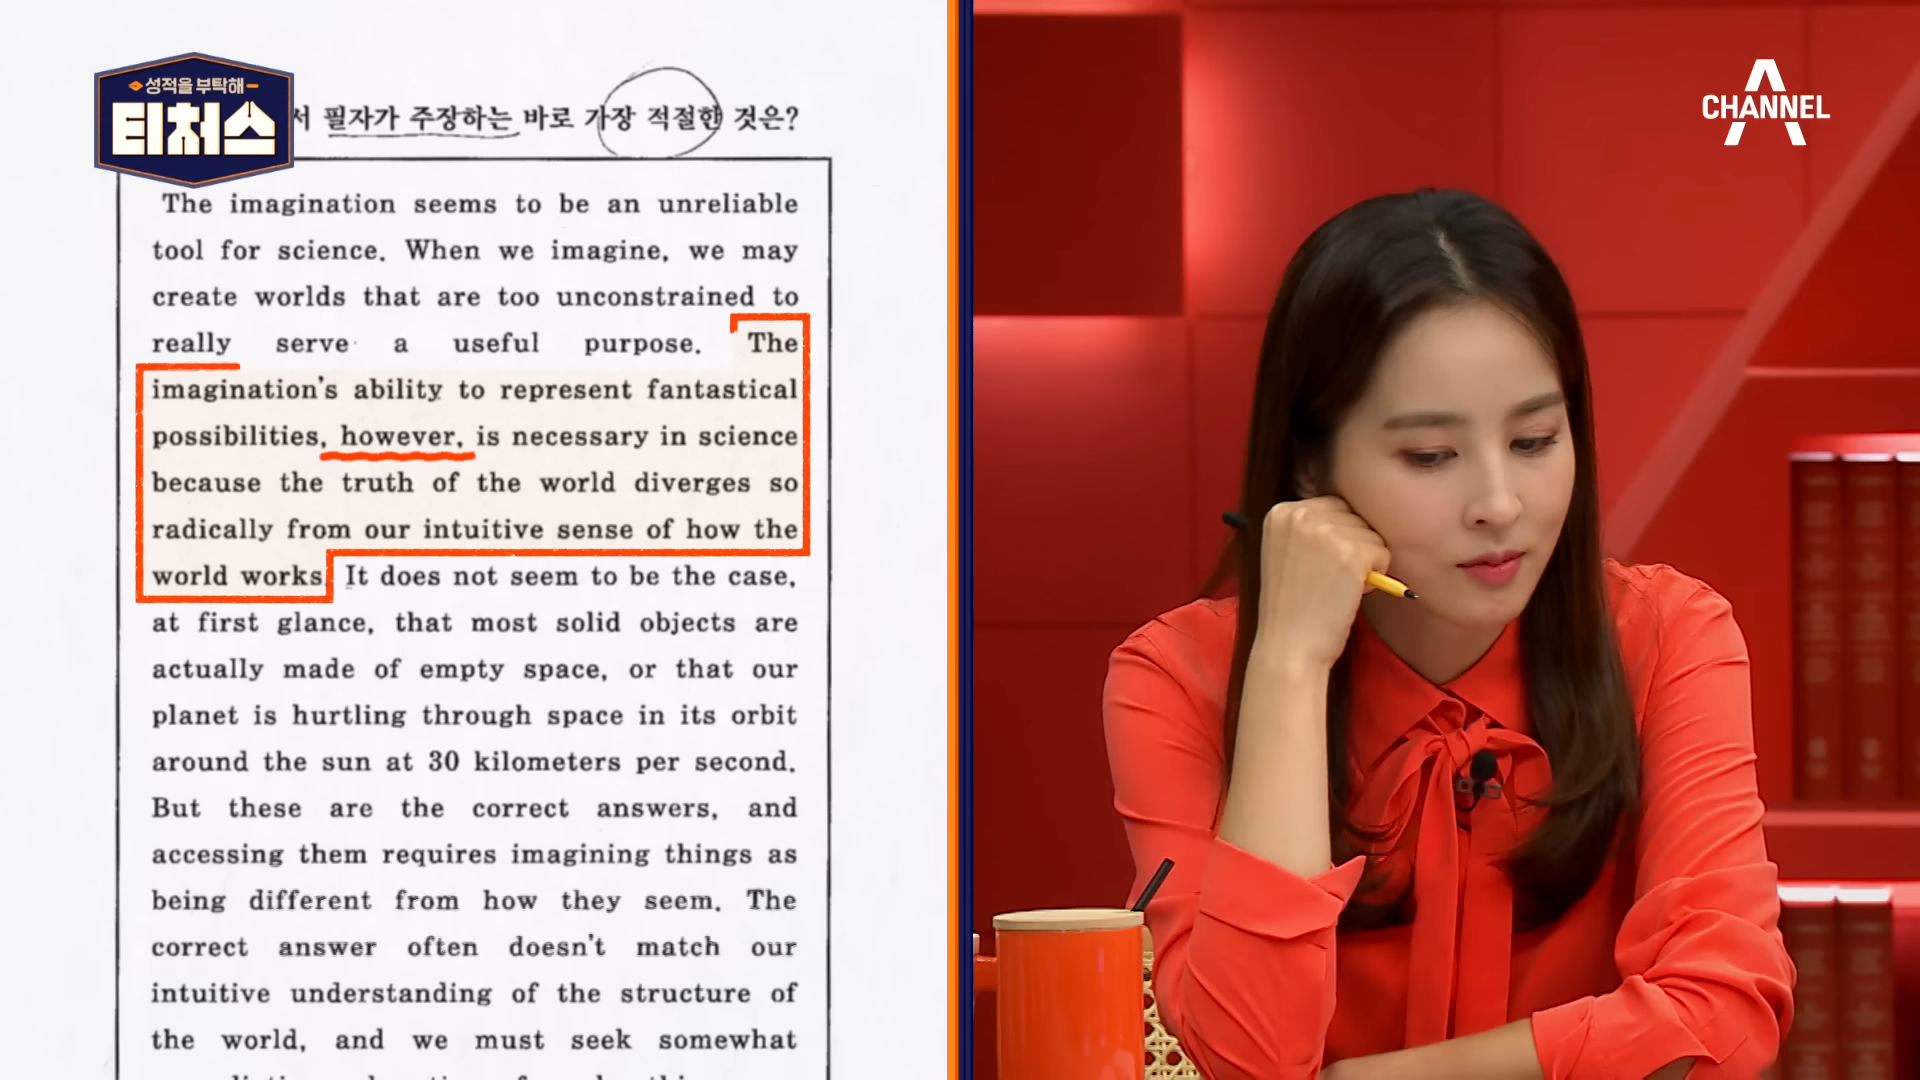 성적을 부탁해
티처스
서 필자가 주장하는 바로 가장 적절한 것은?
CHANNEL A
The imagination seems to be an unreliable
tool for science. When we imagine, we may
create worlds that are too unconstrained to
really serve a useful purpose. The
imagination's ability to represent fantastical
possibilities, however, is necessary in science
because the truth of the world diverges so
radically from our intuitive sense of how the
world works. It does not seem to be the case,
at first glance, that most solid objects are
actually made of empty space, or that our
planet is hurtling through space in its orbit
around the sun at 30 kilometers per second.
But these are the correct answers, and
accessing them requires imagining things as
being different from how they seem. The
correct answer often doesn't match our
intuitive understanding of the structure of
the world, and we must seek somewhat